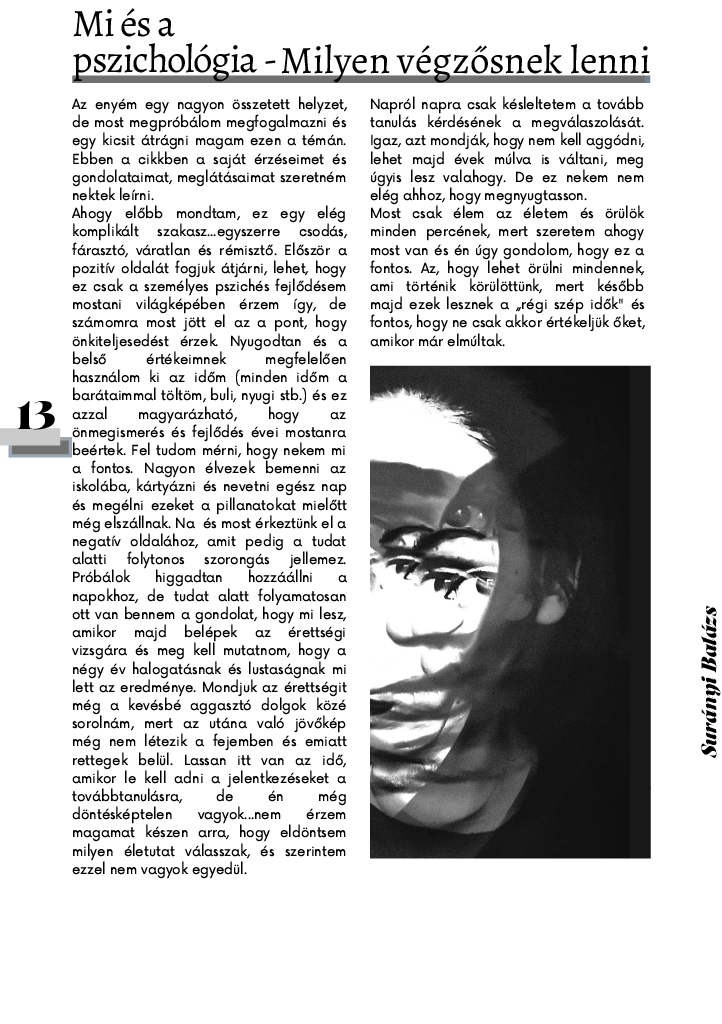 Mi és a
pszichológia - Milyen végzősnek lenni
Az enyém egy nagyon összetett helyzet,
de most megpróbálom megfogalmazni és
egy kicsit átrágni magam ezen a témán.
Ebben a cikkben a saját érzéseimet és
gondolataimat, meglátásaimat szeretném
nektek leírni.
Ahogy előbb mondtam, ez egy elég
komplikált szakasz...egyszerre csodás,
fárasztó, váratlan és rémisztő. Először a
pozitív oldalát fogjuk átjárni, lehet, hogy
ez csak a személyes pszichés fejlődésem
mostani világképében érzem így, de
számomra most jött el az a pont, hogy
önkiteljesedést érzek. Nyugodtan és a
belső értékeimnek megfelelően
használom ki az időm (minden időm a
barátaimmal töltöm, buli, nyugi stb.) és ez
azzal magyarázható, hogy az
önmegismerés és fejlődés évei mostanra
beértek. Fel tudom mérni, hogy nekem mi
a fontos. Nagyon élvezek bemenni az
iskolába, kártyázni és nevetni egész nap
és megélni ezeket a pillanatokat mielőtt
még elszállnak. Na és most érkeztünk el a
negatív oldalához, amit pedig a tudat
alatti folytonos szorongás jellemez.
Próbálok higgadtan hozzáállni a
napokhoz, de tudat alatt folyamatosan
ott van bennem a gondolat, hogy mi lesz,
amikor majd belépek az érettségi
vizsgára és meg kell mutatnom, hogy a
négy év halogatásnak és lustaságnak mi
lett az eredménye. Mondjuk az érettségit
még a kevésbé aggasztó dolgok közé
sorolnám, mert az utána való jövőkép
még nem létezik a fejemben és emiatt
rettegek belül. Lassan itt van az idő,
amikor le kell adni a jelentkezéseket a
továbbtanulásra, de én még
döntésképtelen vagyok...nem érzem
magamat készen arra, hogy eldöntsem
milyen életutat válasszak, és szerintem
ezzel nem vagyok egyedül.
Napról napra csak késleltetem a tovább
tanulás kérdésének a megválaszolását.
Igaz, azt mondják, hogy nem kell aggódni,
lehet majd évek múlva is váltani, meg
úgyis lesz valahogy. De ez nekem nem
elég ahhoz, hogy megnyugtasson.
Most csak élem az életem és örülök
minden percének, mert szeretem ahogy
most van és én úgy gondolom, hogy ez a
fontos. Az, hogy lehet örülni mindennek,
ami történik körülöttünk, mert később
majd ezek lesznek a „régi szép idők" és
fontos, hogy ne csak akkor értékeljük őket,
amikor már elmúltak.
13
Surányi Balázs